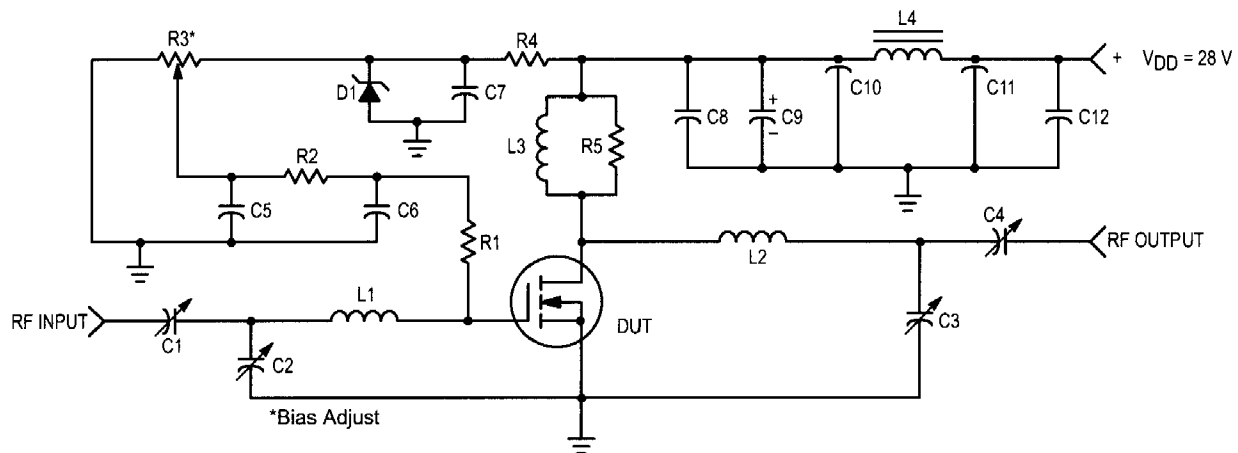 L4
R3*
R4
+ V_DD = 28 V
D1
C7
C8
+
C9
–
C10
C11
C12
L3
R5
R2
C5
C6
R1
C4
RF OUTPUT
L2
L1
RF INPUT
C1
C2
DUT
C3
*Bias Adjust